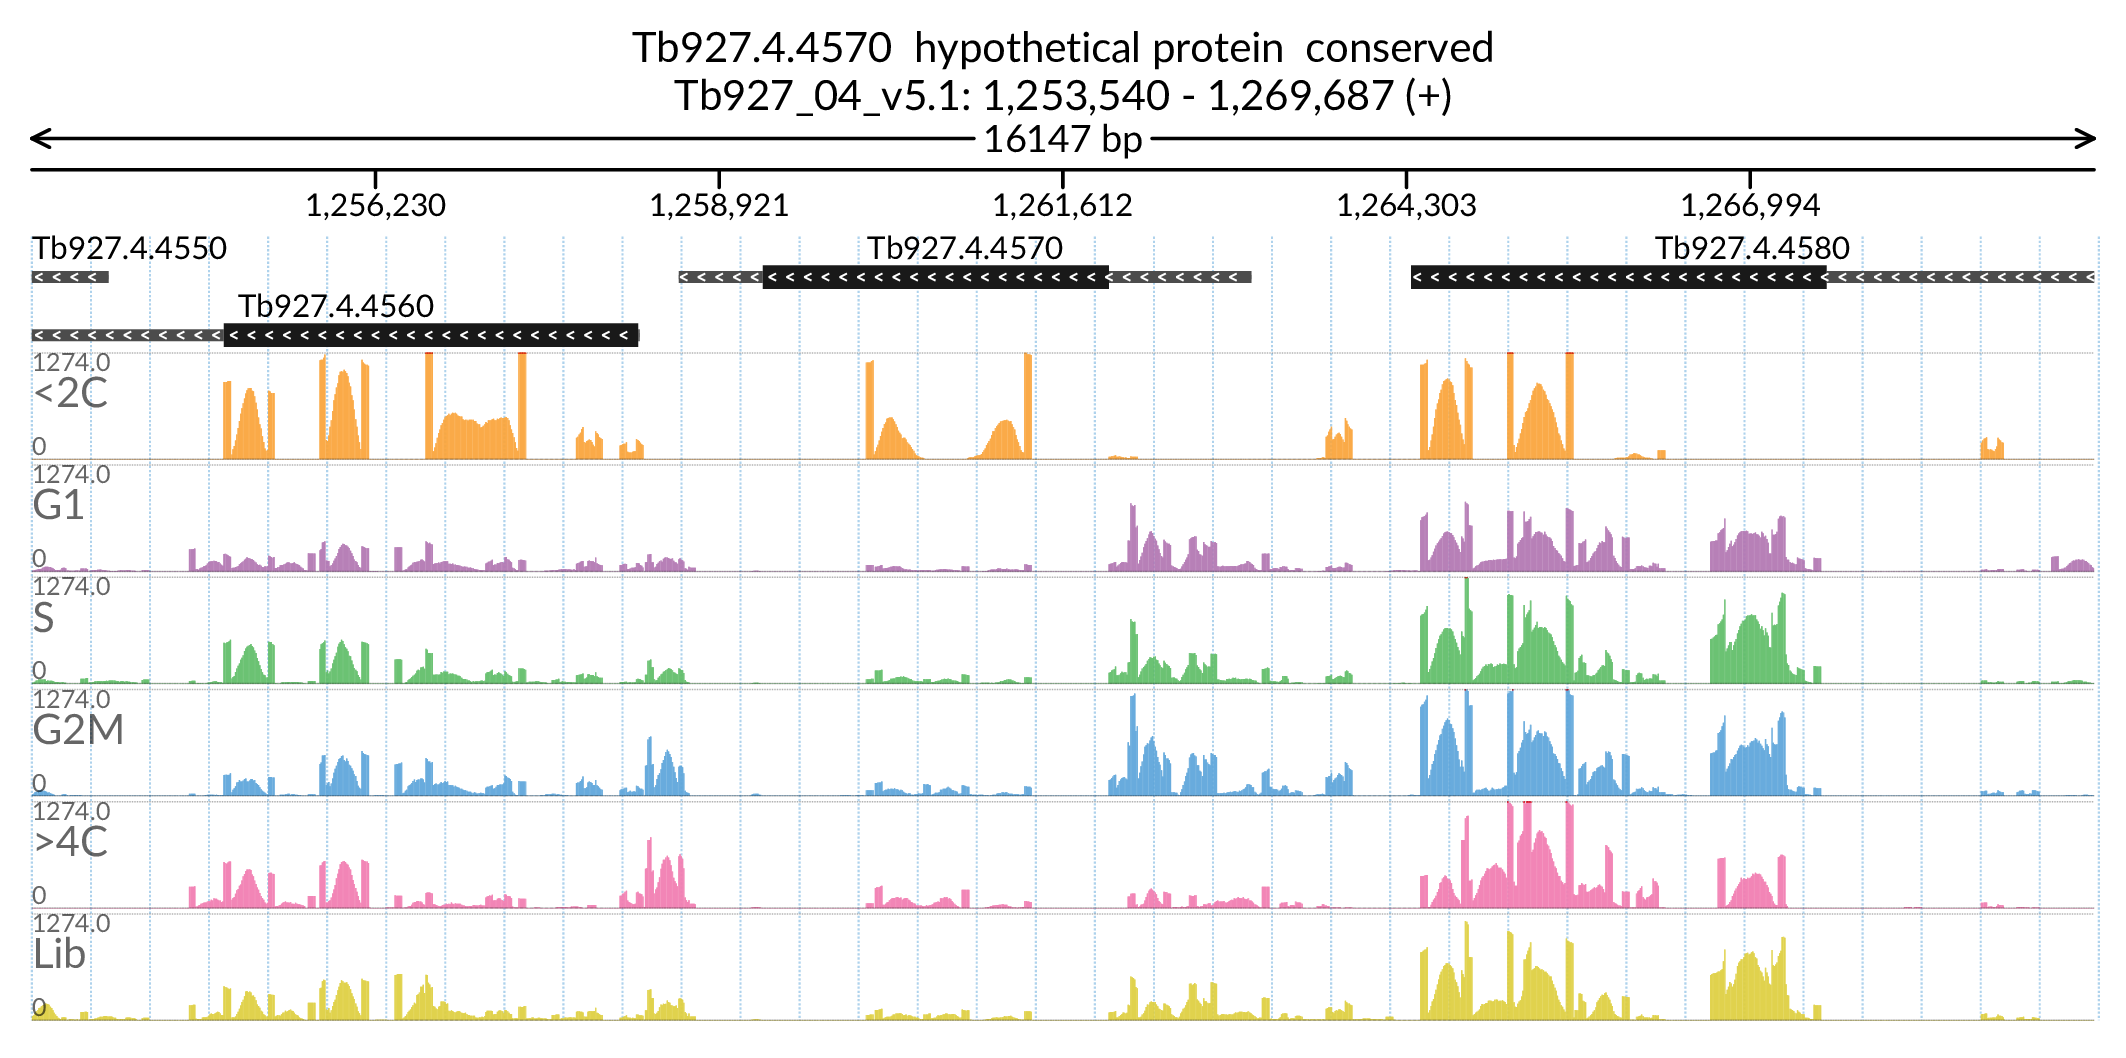 Tb927.4.4570 hypothetical protein conserved
Tb927_04_v5.1: 1,253,540 - 1,269,687 (+)
16147 bp
1,256,230 1,258,921 1,261,612 1,264,303 1,266,994
Tb927.4.4550 Tb927.4.4570 Tb927.4.4580
Tb927.4.4560
1274.0
<2C
0
1274.0
G1
0
1274.0
S
0
1274.0
G2M
0
1274.0
>4C
0
1274.0
Lib
0